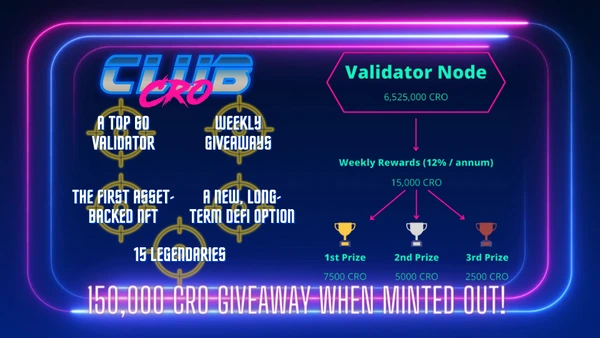 CLUB
CRO
A TOP 60
VALIDATOR
WEEKLY
GIVEAWAYS
THE FIRST ASSET-
BACKED NFT
A NEW, LONG-
TERM DEFI OPTION
15 LEGENDARIES
Validator Node
6,525,000 CRO
Weekly Rewards (12% / annum)
15,000 CRO
1st Prize
7500 CRO
2nd Prize
5000 CRO
3rd Prize
2500 CRO
150,000 CRO GIVEAWAY WHEN MINTED OUT!